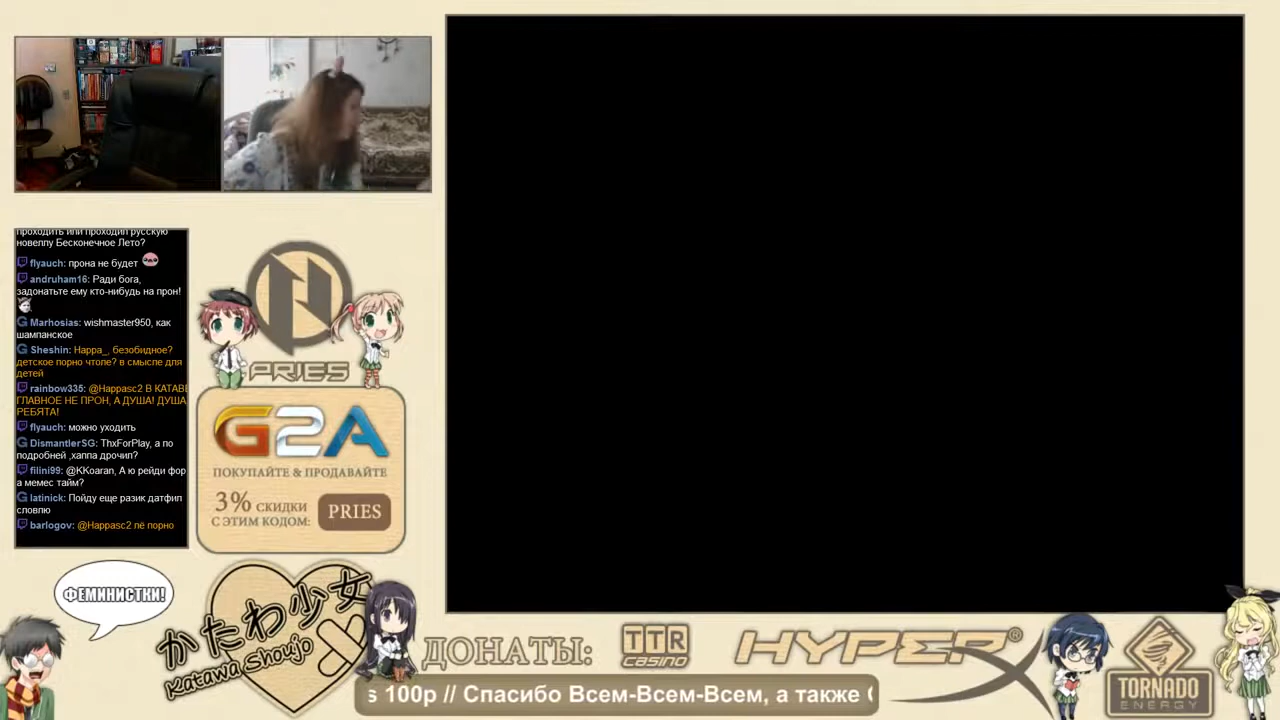 проходить или проходил русскую
новеллу Бесконечное Лето?
flyauch: прона не будет
andruham16: Ради бога,
задонатьте ему кто-нибудь на прон!
Marhosias: wishmaster950, как
шампанское
Sheshin: Happa_, безобидное?
детское порно чтоле? в смысле для
детей
rainbow335: @Happasc2 В КАТАВЕ
ГЛАВНОЕ НЕ ПРОН, А ДУША! ДУША,
РЕБЯТА!
flyauch: можно уходить
DismantlerSG: ThxForPlay, а по
подробней ,хаппа дрочил?
filini99: @KKoaran, А ю рейди фор
а мемес тайм?
latinick: Пойду еще разик датфип
словлю
barlogov: @Happasc2 лё порно
PRIES
G2A
ПОКУПАЙТЕ & ПРОДАВАЙТЕ
3% СКИДКИ
С ЭТИМ КОДОМ:
PRIES
ФЕМИНИСТКИ!
かたわ少女
Katawa Shoujo
ДОНАТЫ:
TTR
CASINO
HYPERX®
TORNADO
ENERGY
s 100р // Спасибо Всем-Всем-Всем, а также